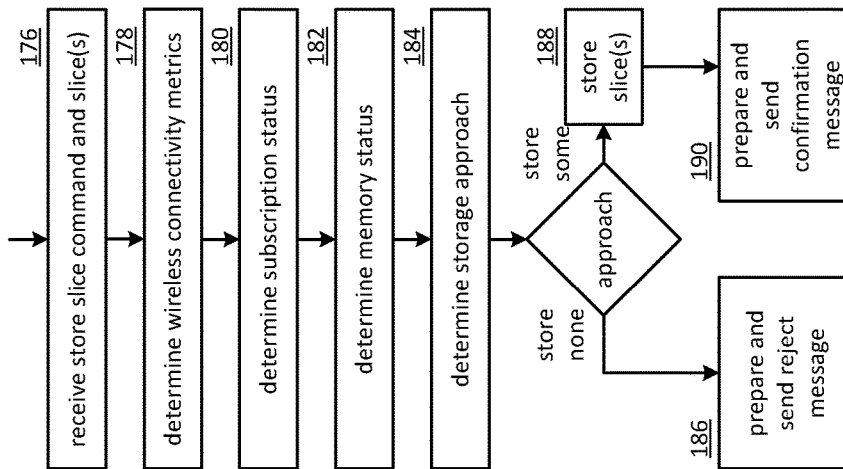 176
receive store slice command and slice(s)
178
determine wireless connectivity metrics
180
determine subscription status
182
determine memory status
184
determine storage approach
approach
store
none
store
some
188
store
slice(s)
186
prepare and
send reject
message
190
prepare and
send
confirmation
message